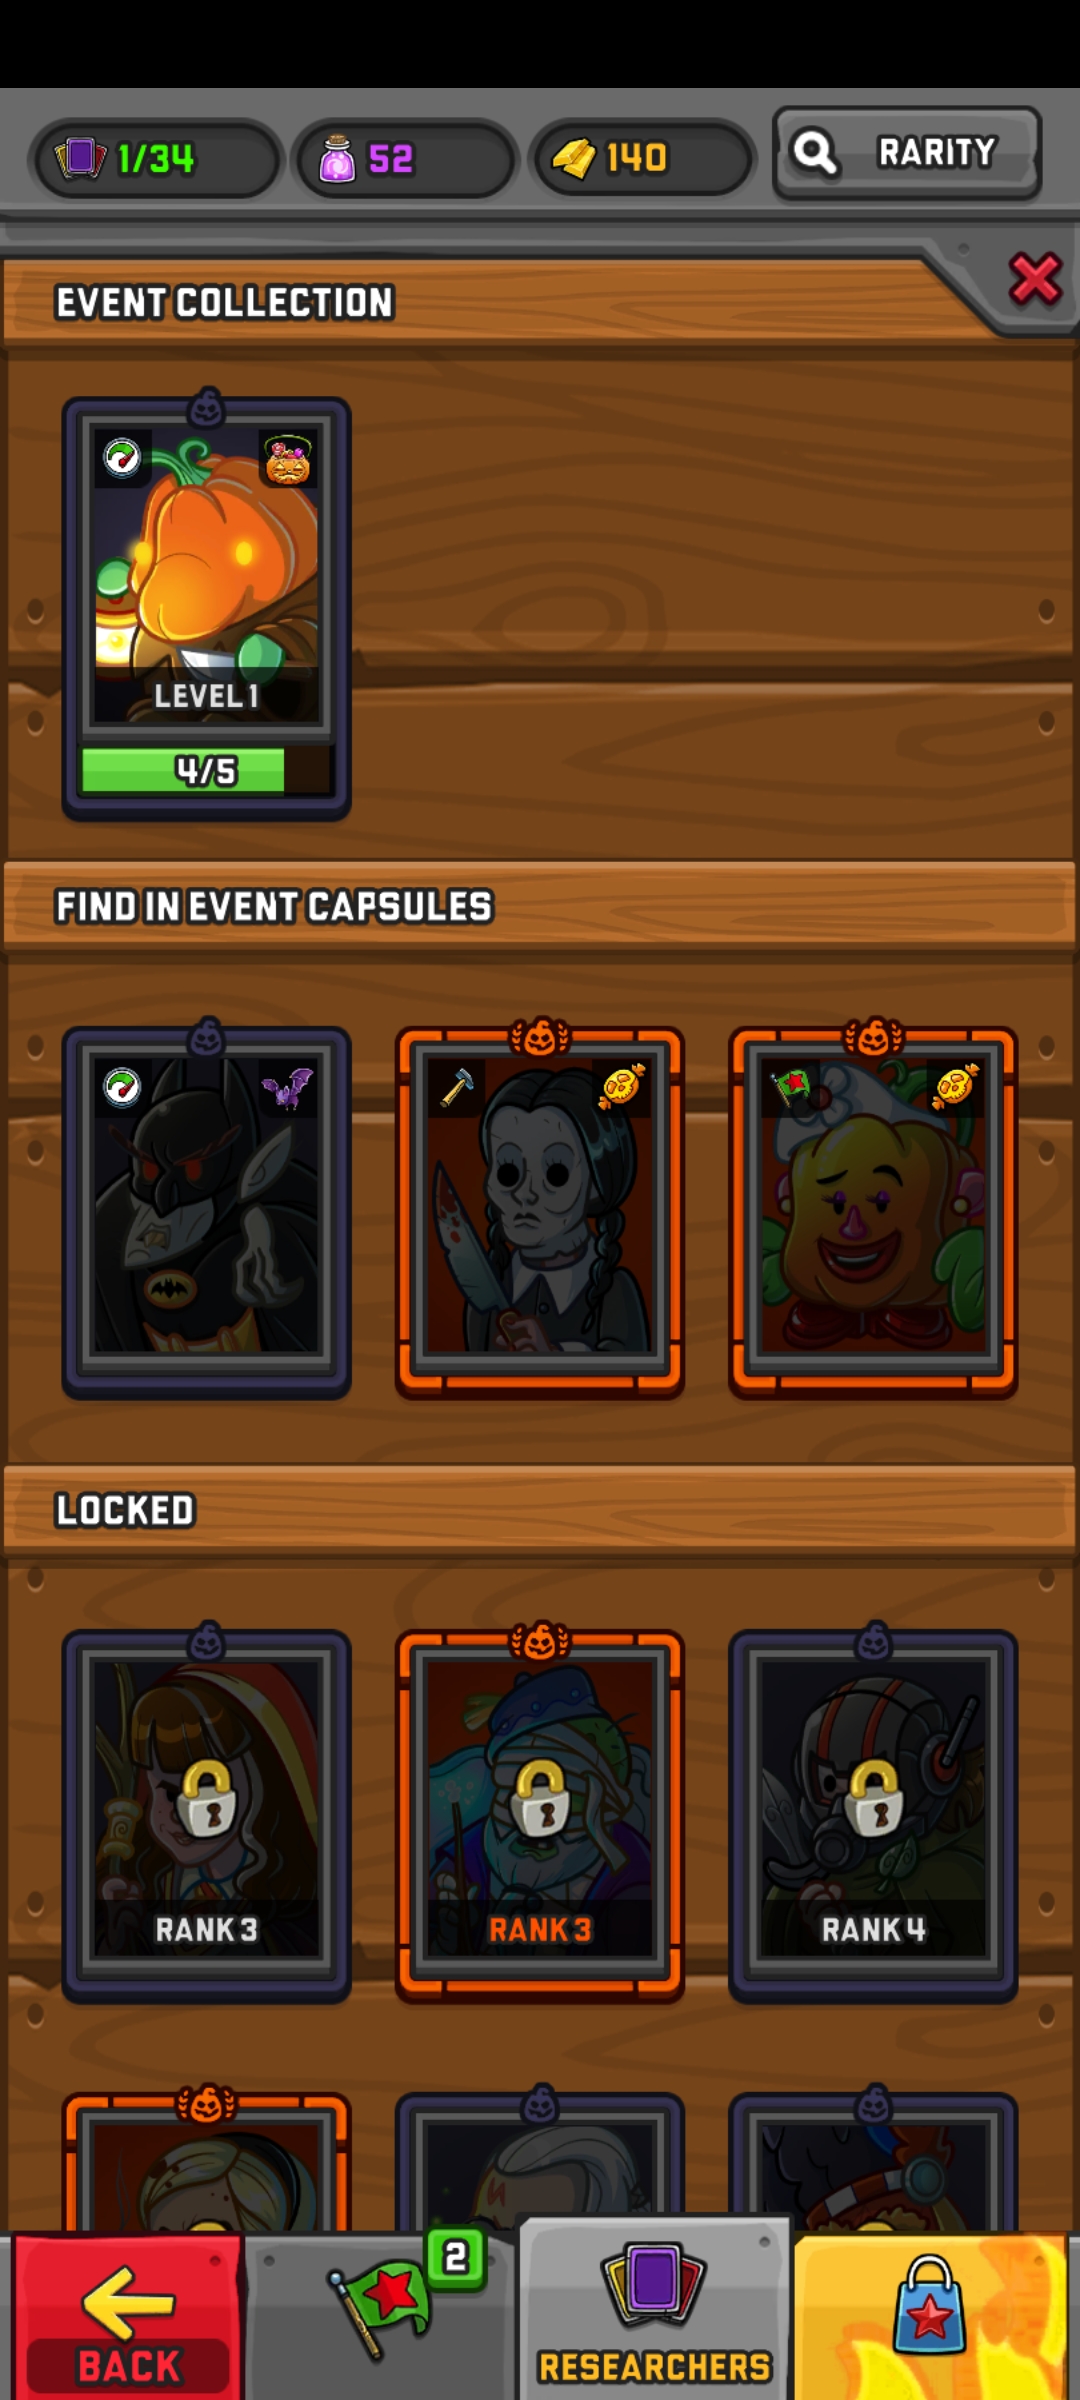 1/34
52
140
RARITY
EVENT COLLECTION
LEVEL 1
4/5
FIND IN EVENT CAPSULES
LOCKED
RANK 3
RANK 3
RANK 4
2
BACK
RESEARCHERS